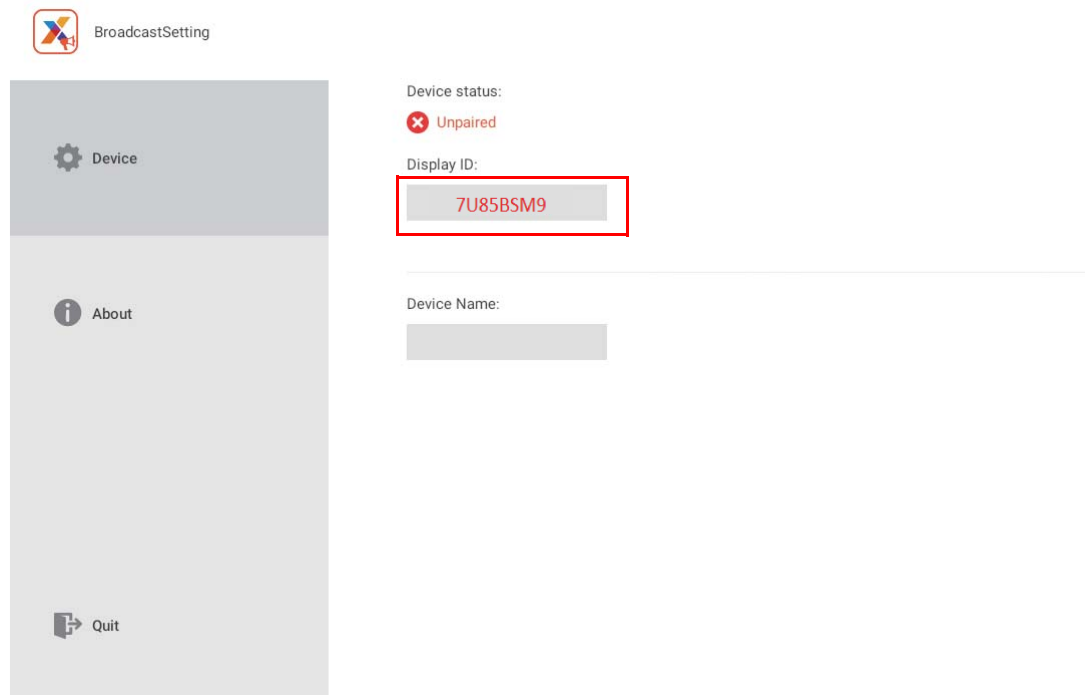 BroadcastSetting
Device
About
Quit
Device status:
Unpaired
Display ID:
7U85BSM9
Device Name: